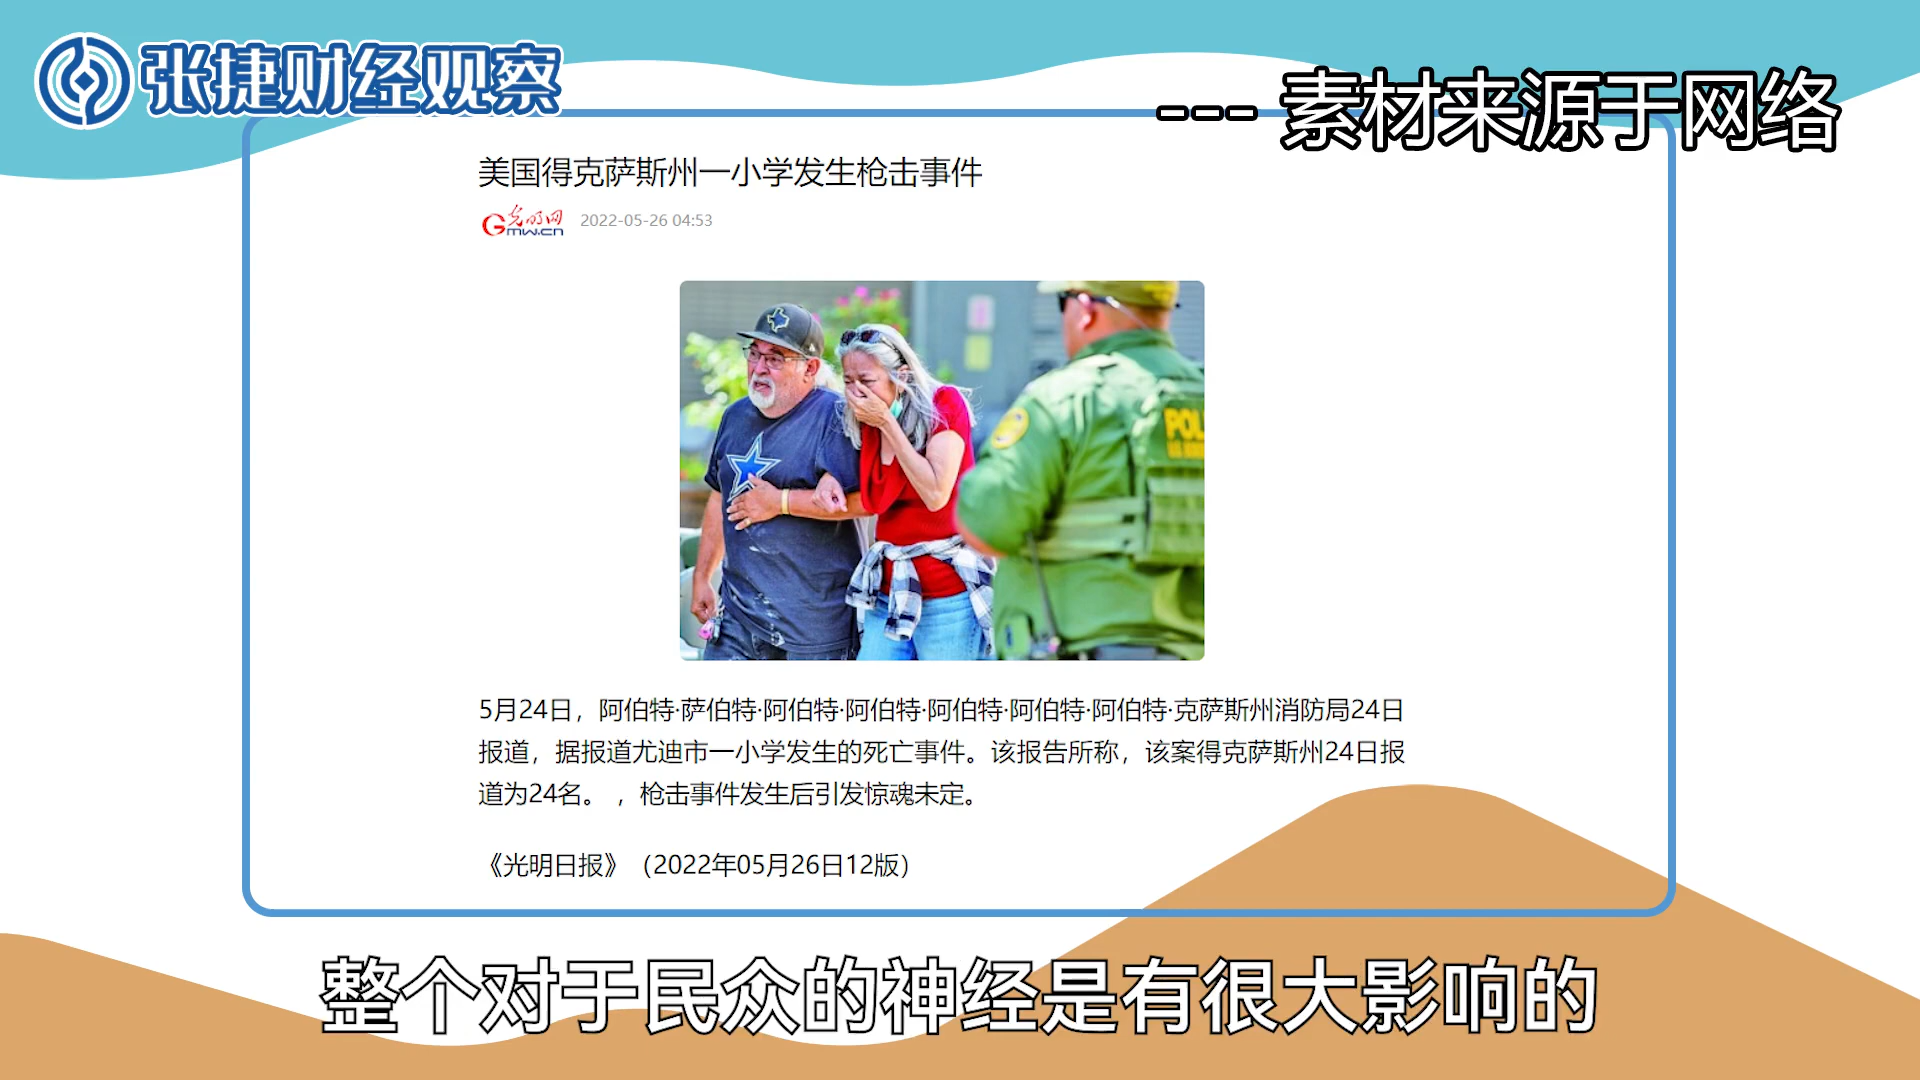 张捷财经观察
--- 素材来源于网络
美国得克萨斯州一小学发生枪击事件
光明网
GMW.CN
2022-05-26 04:53
POL
5月24日，阿伯特·萨伯特·阿伯特·阿伯特·阿伯特·阿伯特·阿伯特·克萨斯州消防局24日
报道，据报道尤迪市一小学发生的死亡事件。该报告所称，该案得克萨斯州24日报
道为24名。 ，枪击事件发生后引发惊魂未定。
《光明日报》（2022年05月26日12版）
整个对于民众的神经是有很大影响的